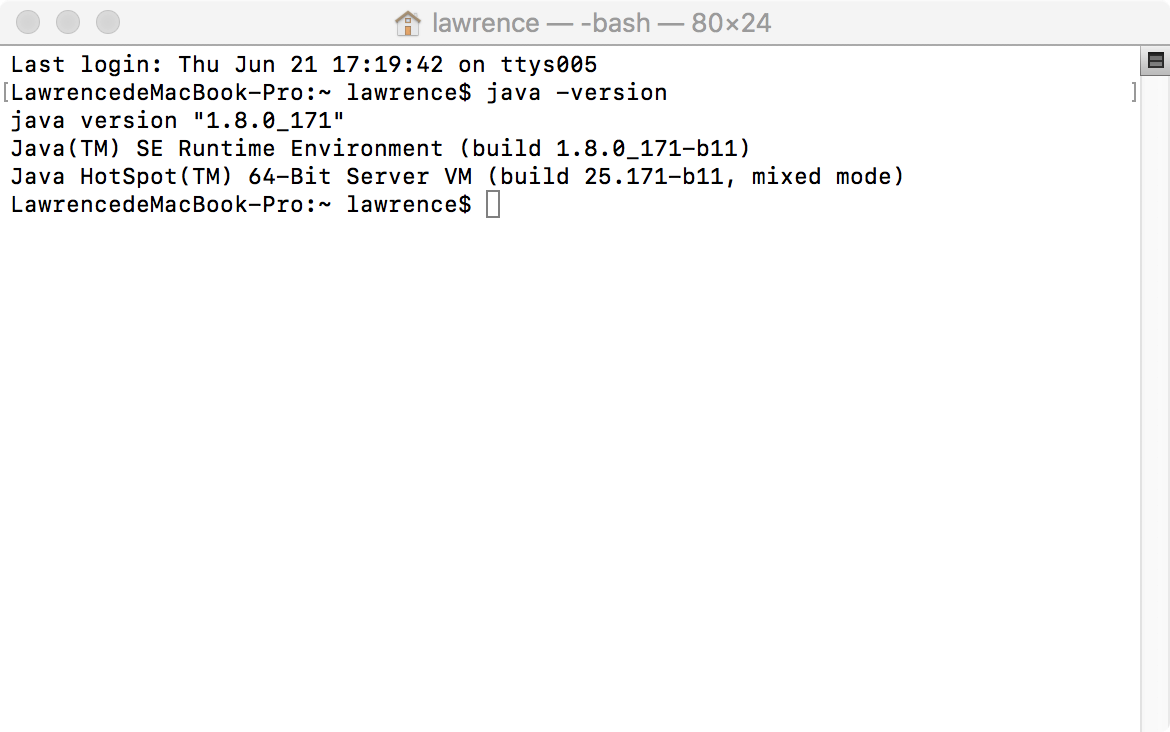 lawrence — -bash — 80×24
Last login: Thu Jun 21 17:19:42 on ttys005
[LawrencedeMacBook-Pro:~ lawrence$ java -version ]
java version "1.8.0_171"
Java(TM) SE Runtime Environment (build 1.8.0_171-b11)
Java HotSpot(TM) 64-Bit Server VM (build 25.171-b11, mixed mode)
LawrencedeMacBook-Pro:~ lawrence$